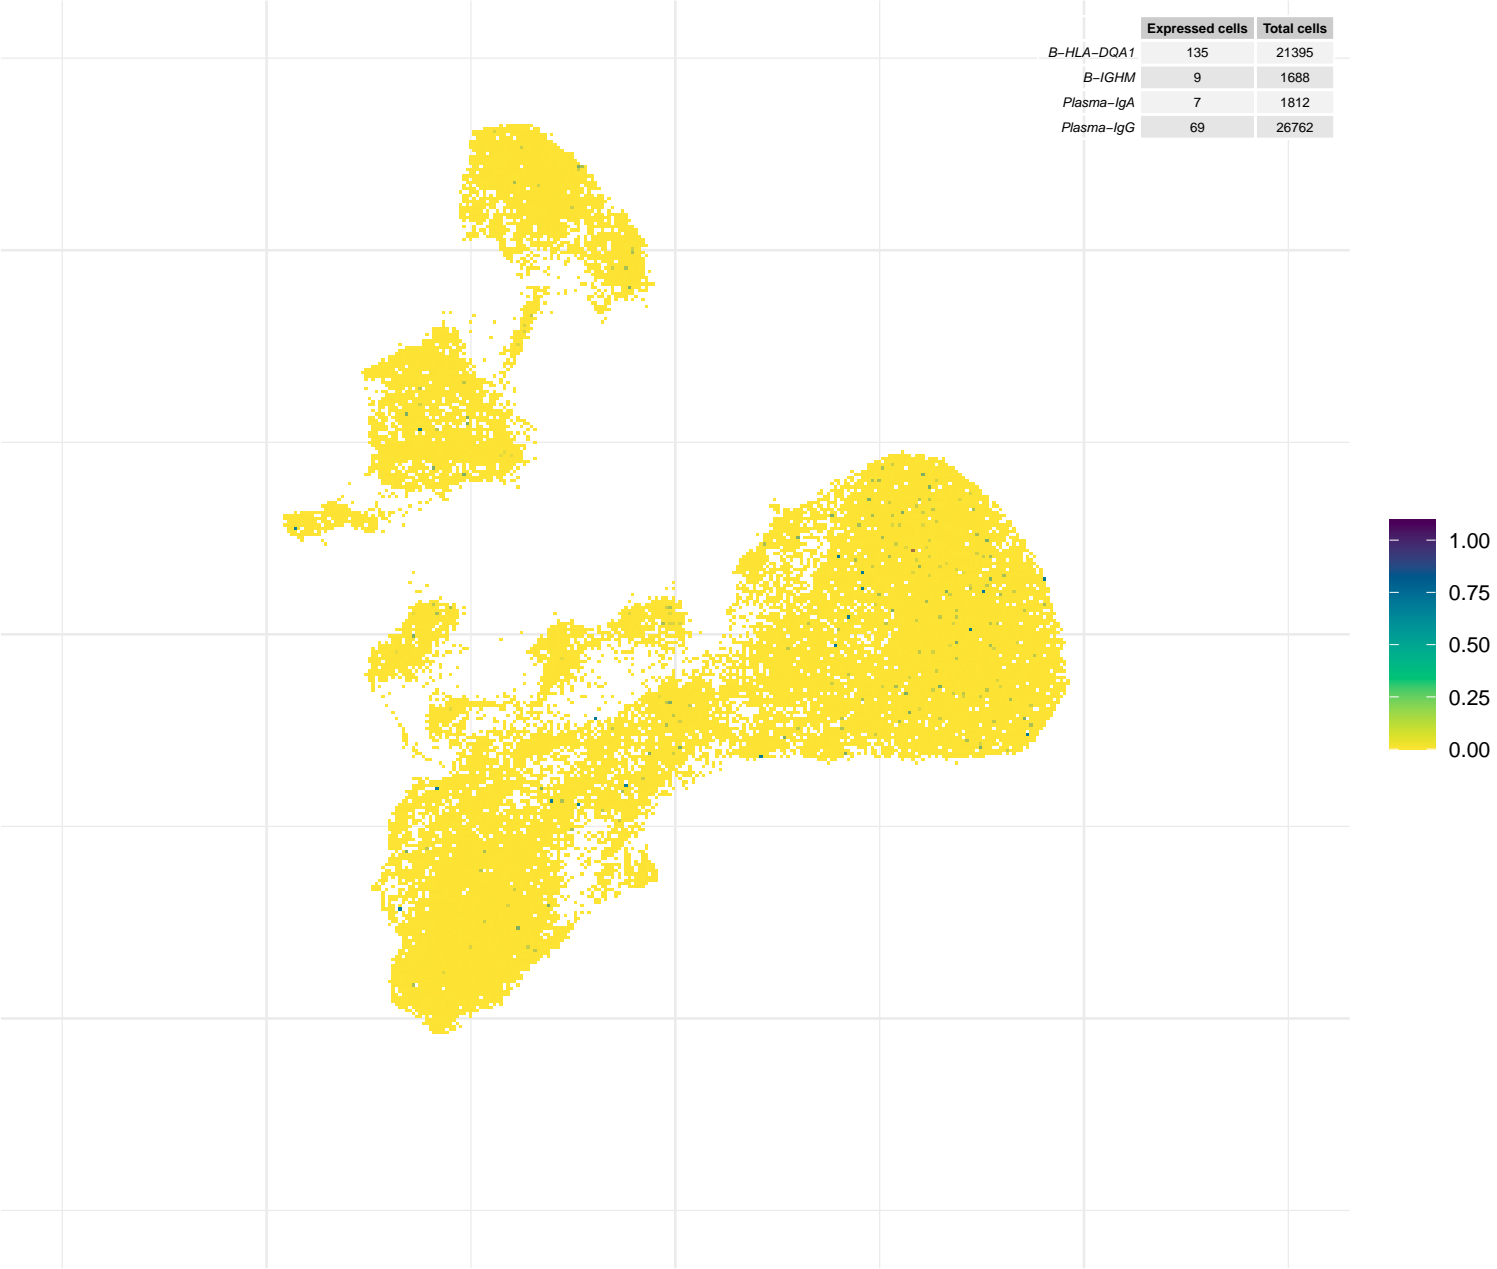 Expressed cells Total cells
B−HLA−DQA1 135 21395
B−IGHM 9 1688
Plasma−IgA 7 1812
Plasma−IgG 69 26762
1.00
0.75
0.50
0.25
0.00